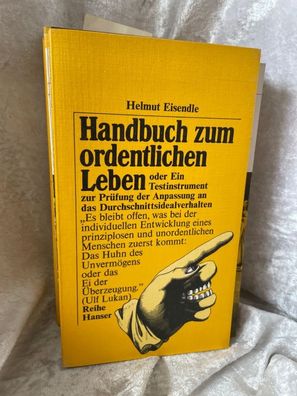 Helmut Eisendle
Handbuch zum
ordentlichen
Leben oder Ein
Testinstrument
zur Prüfung der Anpassung an
das Durchschnittsidealverhalten
„Es bleibt offen, was bei der
individuellen Entwicklung eines
prinziplosen und unordentlichen
Menschen zuerst kommt:
Das Huhn des
Unvermögens
oder das
Ei der
Überzeugung.“
(Ulf Lukan)
Reihe
Hanser